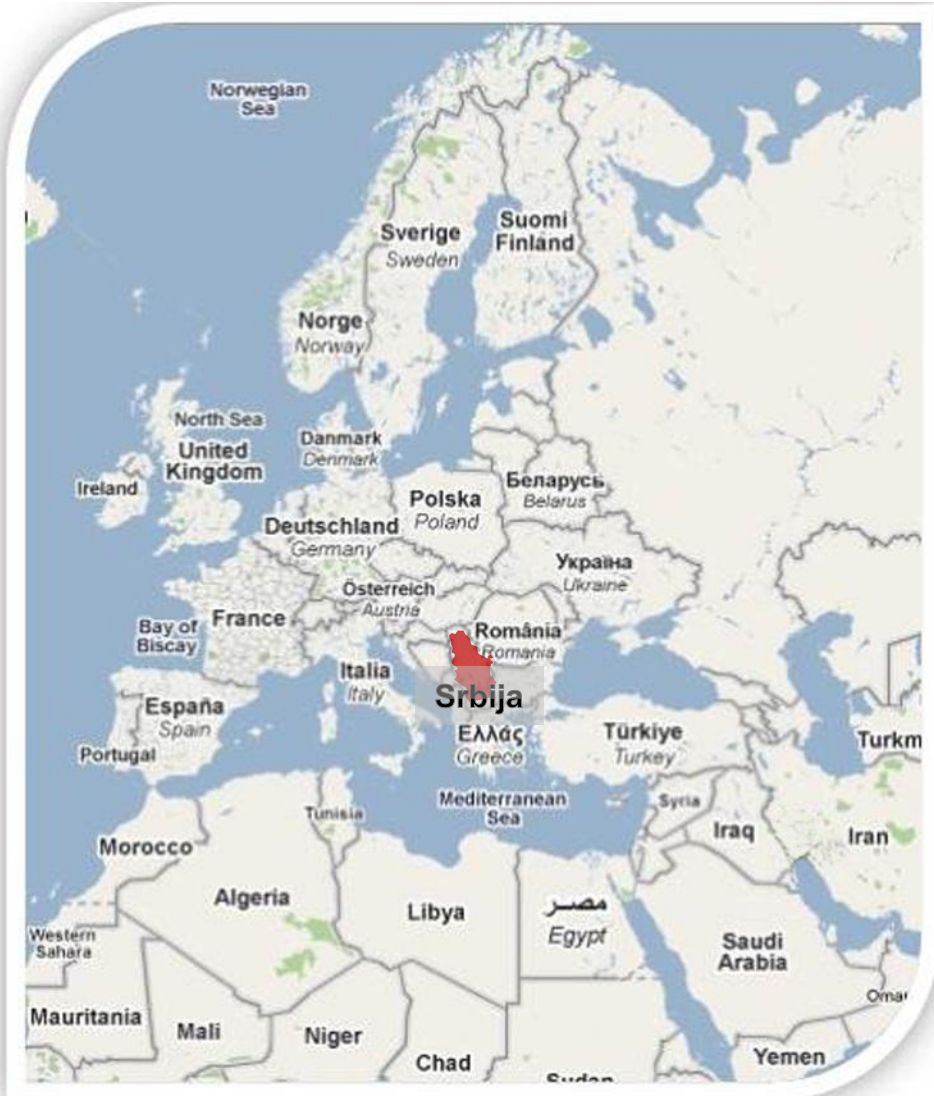 Norwegian
Sea
Sverige
Sweden
Suomi
Finland
Norge
Norway
North Sea
United
Kingdom
Ireland
Danmark
Denmark
Polska
Poland
Беларусь
Belarus
Deutschland
Germany
Österreich
Austria
Україна
Ukraine
France
Bay of
Biscay
România
Romania
Italia
Italy
Srbija
España
Spain
Portugal
Ελλάς
Greece
Türkiye
Turkey
Turkm
Mediterranean
Sea
Tunisia
Syria
Iraq
Iran
Morocco
Algeria
Libya
مصر
Egypt
Saudi
Arabia
Western
Sahara
Mauritania
Mali
Niger
Chad
Sudan
Oma
Yemen